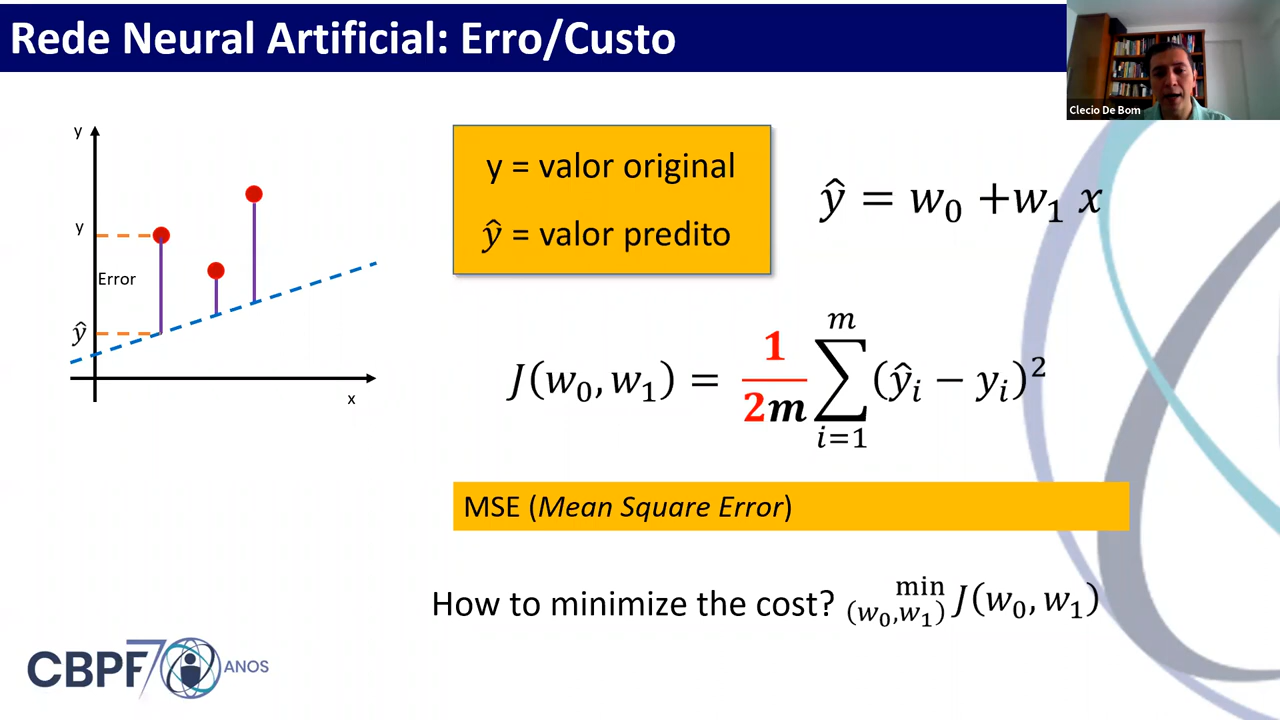 Rede Neural Artificial: Erro/Custo
Clecio De Bom
y
y
Error
ŷ
x
y = valor original
ŷ = valor predito
ŷ = w₀ +w₁ x
J(w₀, w₁) = 1/2m ∑ᵢ₌₁ᵐ (ŷᵢ − yᵢ)²
MSE (Mean Square Error)
How to minimize the cost? min (w₀,w₁) J(w₀, w₁)
CBPF 70 ANOS